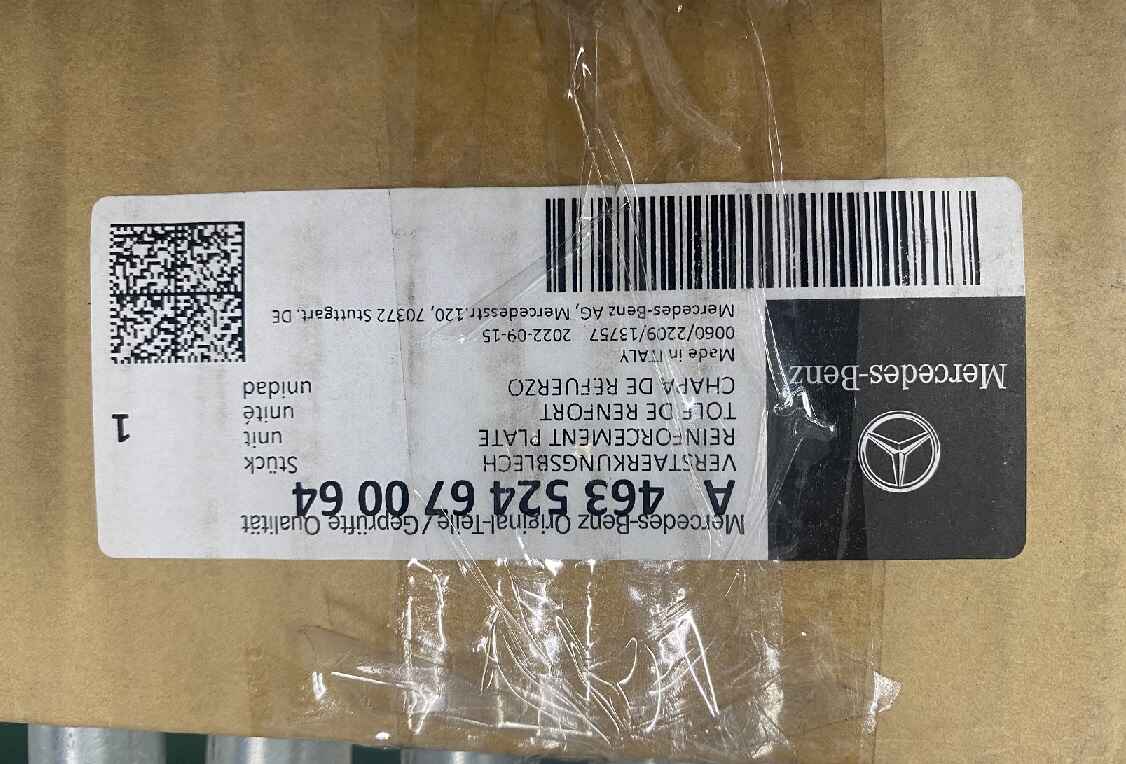 Mercedes-Benz
Mercedes-Benz Original-Teile/Geprüfte Qualität
A 463 524 67 00 64
VERSTAERKUNGSBLECH Stück
REINFORCEMENT PLATE unit
TOLE DE RENFORT unité
CHAPA DE REFUERZO unidad
1
Made in ITALY
0060/2209/13757 2022-09-15
Mercedes-Benz AG, Mercedesstr.120, 70372 Stuttgart, DE